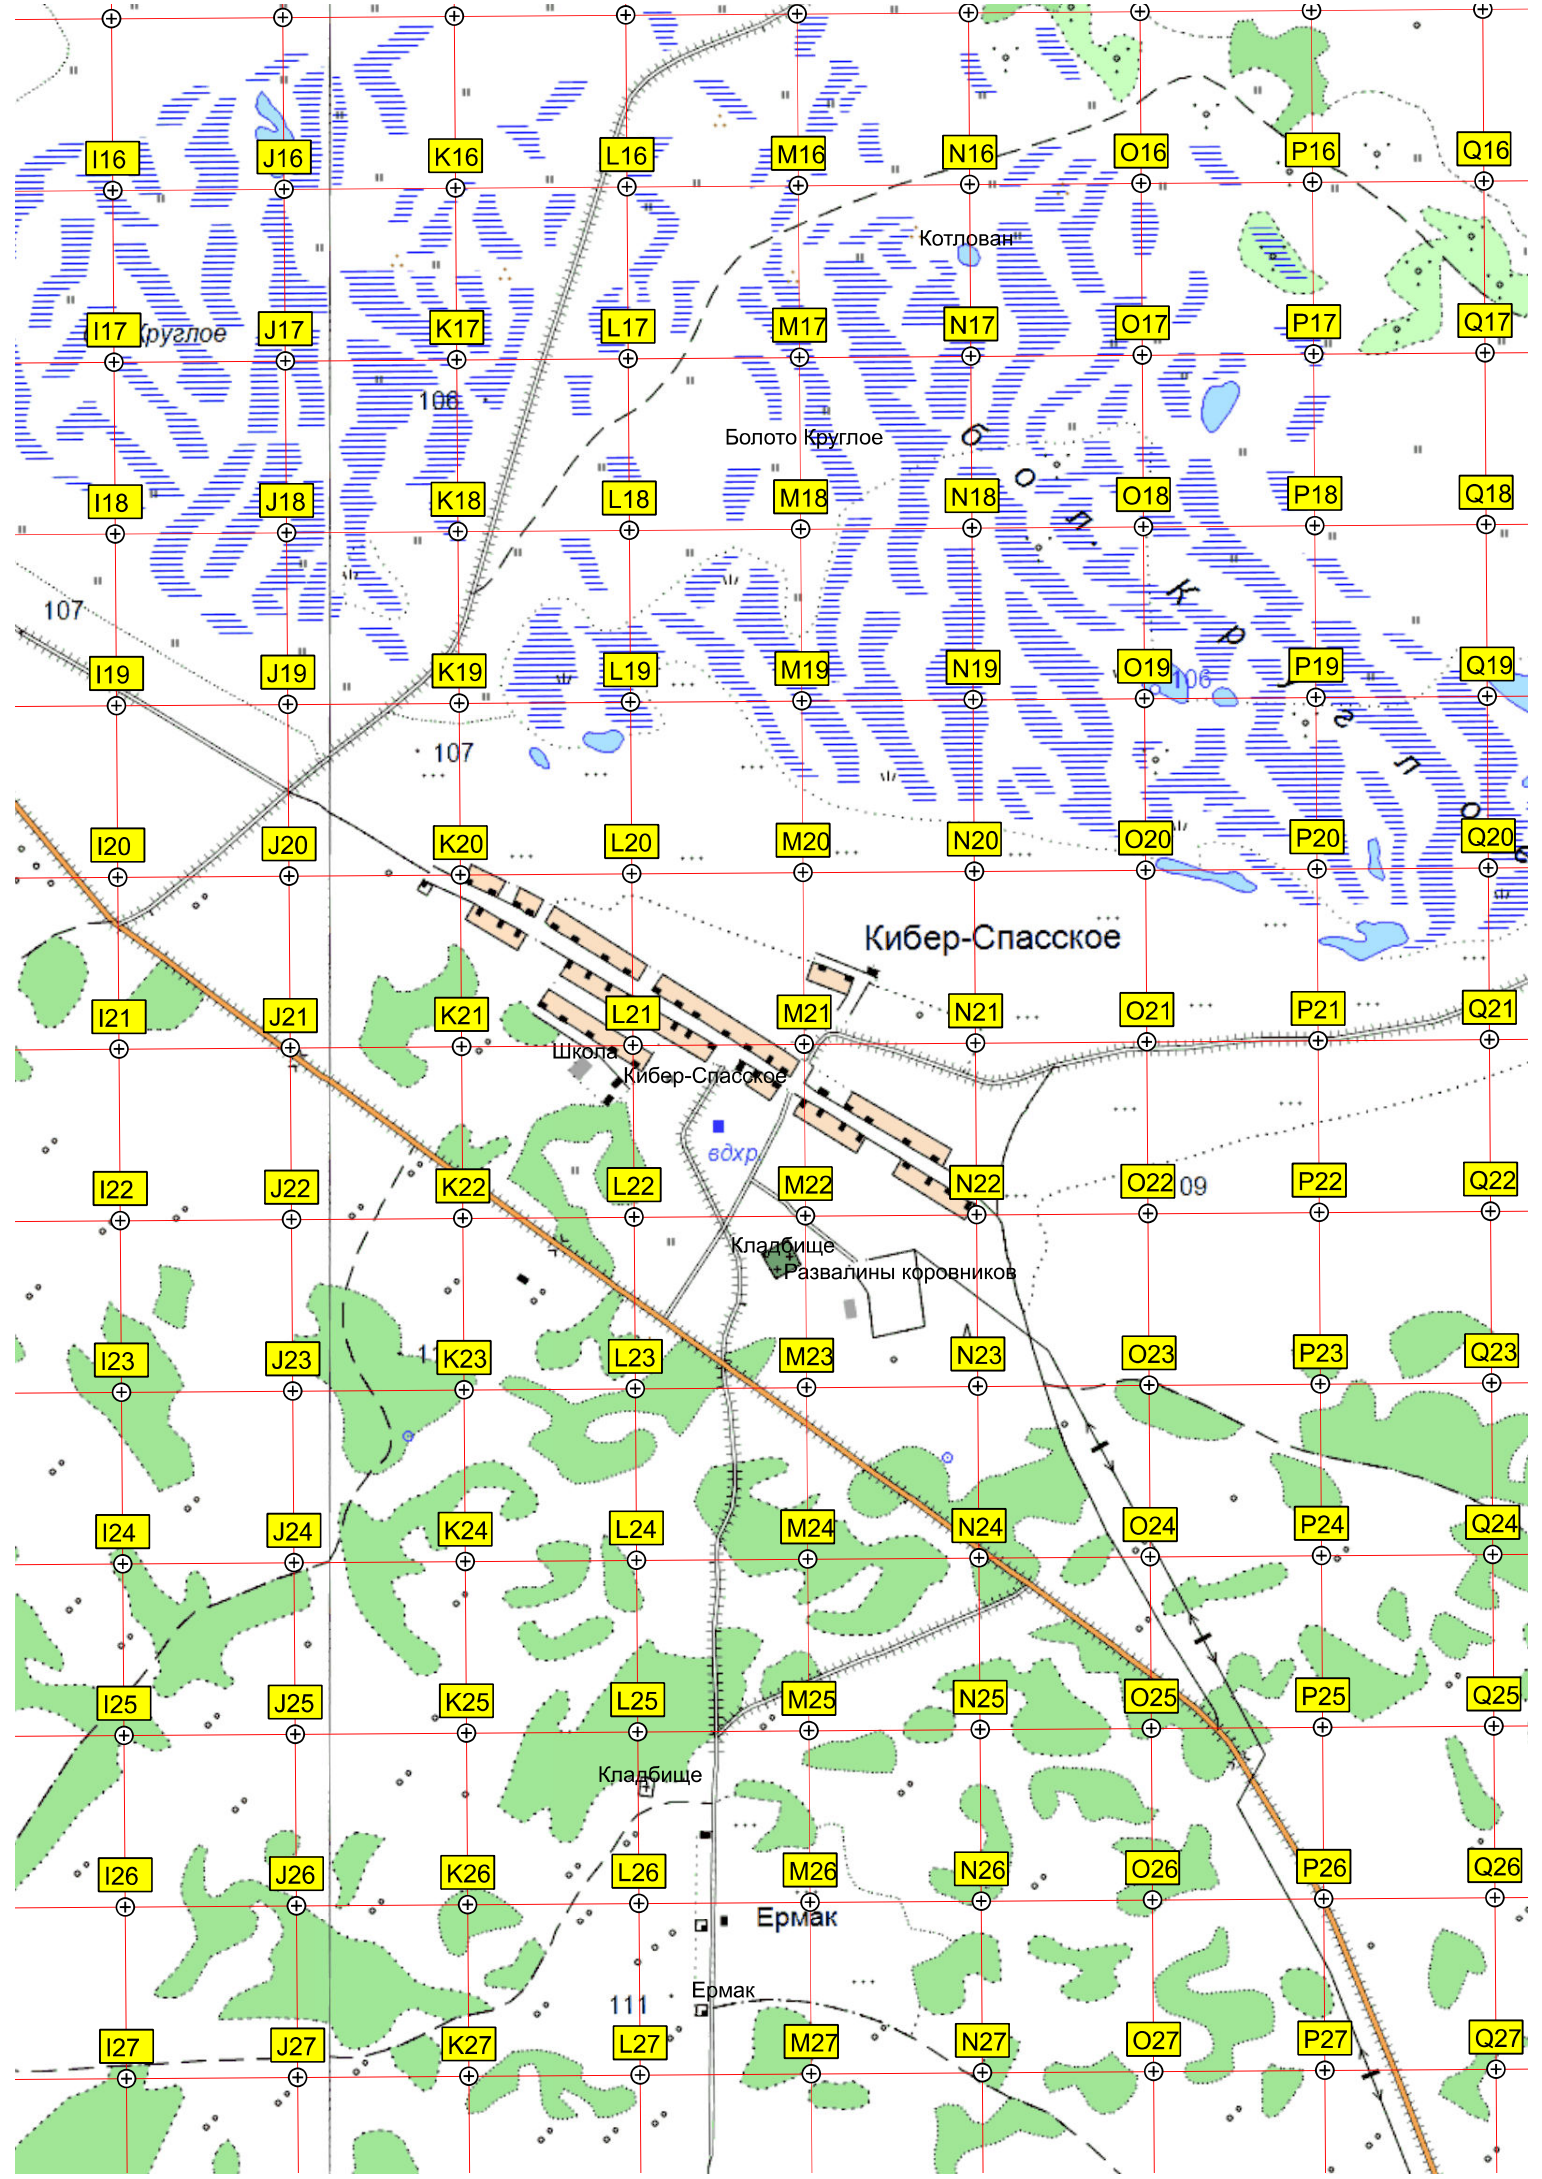 I16 J16 K16 L16 M16 N16 O16 P16 Q16
Котлован
I17 Круглое J17 K17 L17 M17 N17 O17 P17 Q17
106
Болото Круглое
бол. Кругло
I18 J18 K18 L18 M18 N18 O18 P18 Q18
107
I19 J19 K19 L19 M19 N19 O19 106 P19 Q19
107
I20 J20 K20 L20 M20 N20 O20 P20 Q20
Кибер-Спасское
I21 J21 K21 L21 M21 N21 O21 P21 Q21
Школа
Кибер-Спасское
вдхр.
I22 J22 K22 L22 M22 N22 O22 09 P22 Q22
Кладбище
Развалины коровников
I23 J23 K23 L23 M23 N23 O23 P23 Q23
I24 J24 K24 L24 M24 N24 O24 P24 Q24
I25 J25 K25 L25 M25 N25 O25 P25 Q25
Кладбище
I26 J26 K26 L26 M26 N26 O26 P26 Q26
Ермак
Ермак
111
I27 J27 K27 L27 M27 N27 O27 P27 Q27